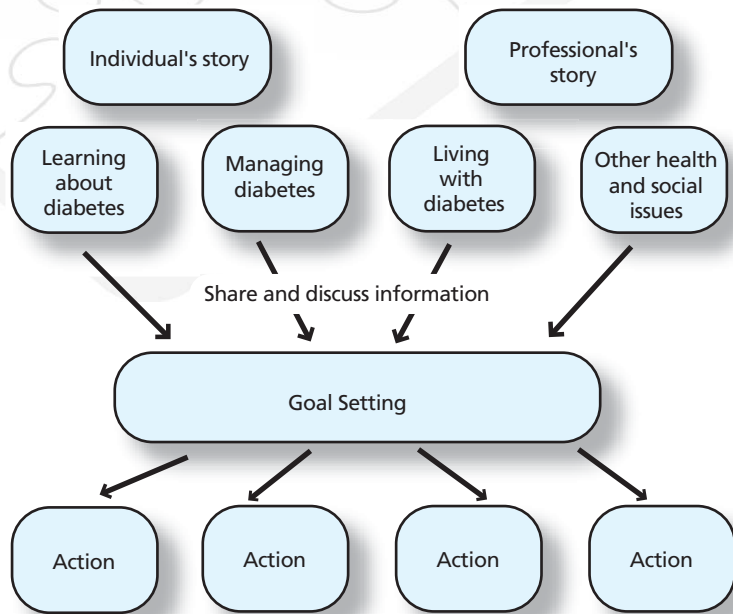 Individual's story
Professional's
story
Learning
about
diabetes
Managing
diabetes
Living
with
diabetes
Other health
and social
issues
Share and discuss information
Goal Setting
Action
Action
Action
Action